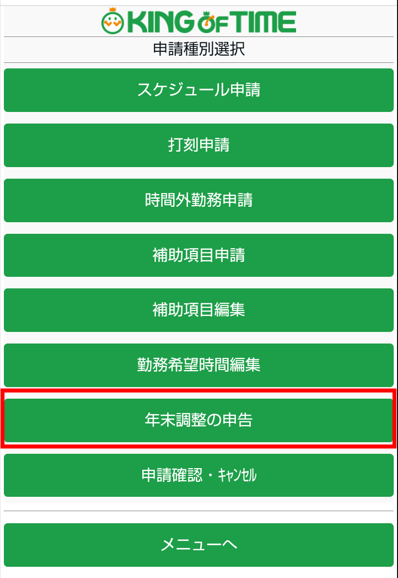 KING OF TIME
申請種別選択
スケジュール申請
打刻申請
時間外勤務申請
補助項目申請
補助項目編集
勤務希望時間編集
年末調整の申告
申請確認・ｷｬﾝｾﾙ
メニューへ